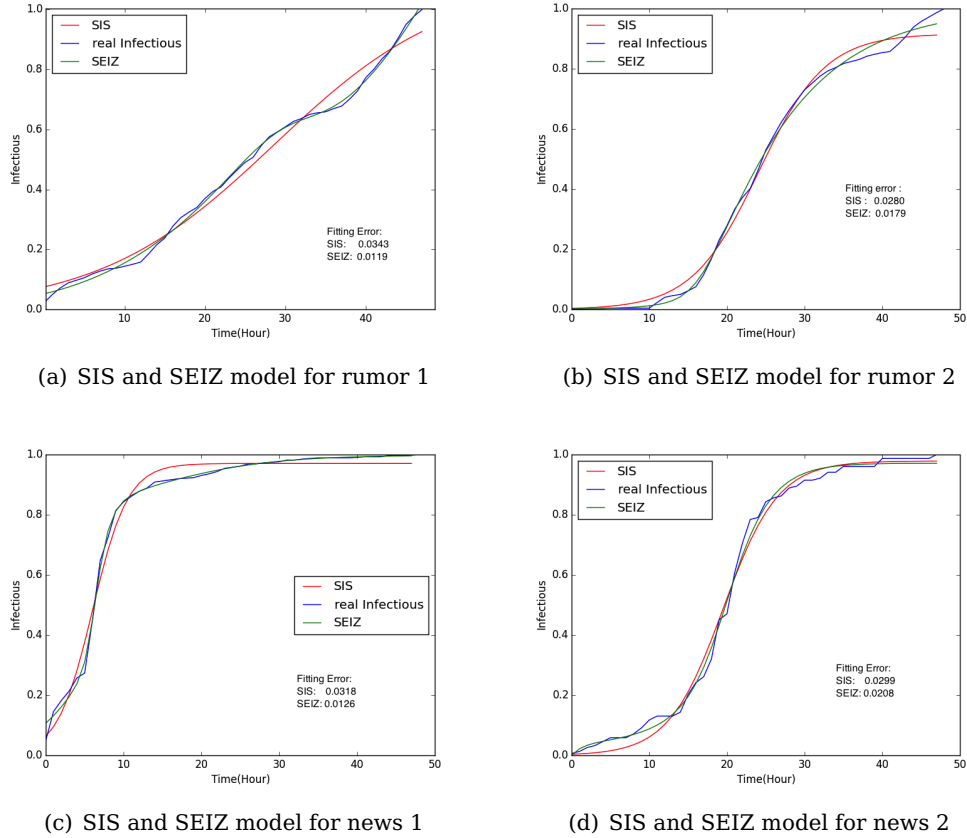 SIS
real Infectious
SEIZ
Infectious
1.0
0.8
0.6
0.4
0.2
0.0
Fitting Error:
SIS: 0.0343
SEIZ: 0.0119
10 20 30 40
Time(Hour)
(a) SIS and SEIZ model for rumor 1
SIS
real Infectious
SEIZ
Infectious
1.0
0.8
0.6
0.4
0.2
0.0
Fitting error :
SIS : 0.0280
SEIZ: 0.0179
0 10 20 30 40 50
Time(Hour)
(b) SIS and SEIZ model for rumor 2
Infectious
1.0
0.8
0.6
0.4
0.2
0.0
SIS
real Infectious
SEIZ
Fitting Error:
SIS: 0.0318
SEIZ: 0.0126
0 10 20 30 40 50
Time(Hour)
(c) SIS and SEIZ model for news 1
SIS
real Infectious
SEIZ
Infectious
1.0
0.8
0.6
0.4
0.2
0.0
Fitting Error:
SIS: 0.0299
SEIZ: 0.0208
0 10 20 30 40 50
Time(Hour)
(d) SIS and SEIZ model for news 2